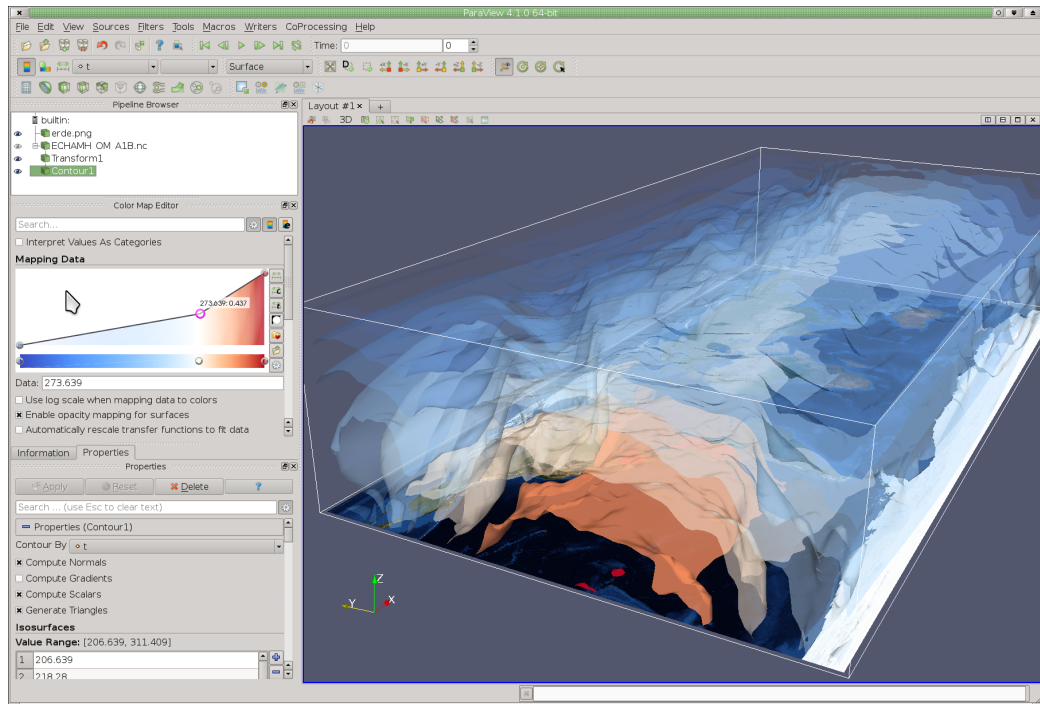 ParaView 4.1.0 64-bit
File Edit View Sources Filters Tools Macros Writers CoProcessing Help
Time: 0 0
t Surface
Pipeline Browser
Layout #1
3D
builtin:
erde.png
ECHAMH_OM_A1B.nc
Transform1
Contour1
Color Map Editor
Search...
Interpret Values As Categories
Mapping Data
273.639: 0.437
Data: 273.639
Use log scale when mapping data to colors
Enable opacity mapping for surfaces
Automatically rescale transfer functions to fit data
Information Properties
Properties
Apply Reset Delete ?
Search ... (use Esc to clear text)
Properties (Contour1)
Contour By t
Compute Normals
Compute Gradients
Compute Scalars
Generate Triangles
Isosurfaces
Value Range: [206.639, 311.409]
1 206.639
2 218.28
Z
Y X